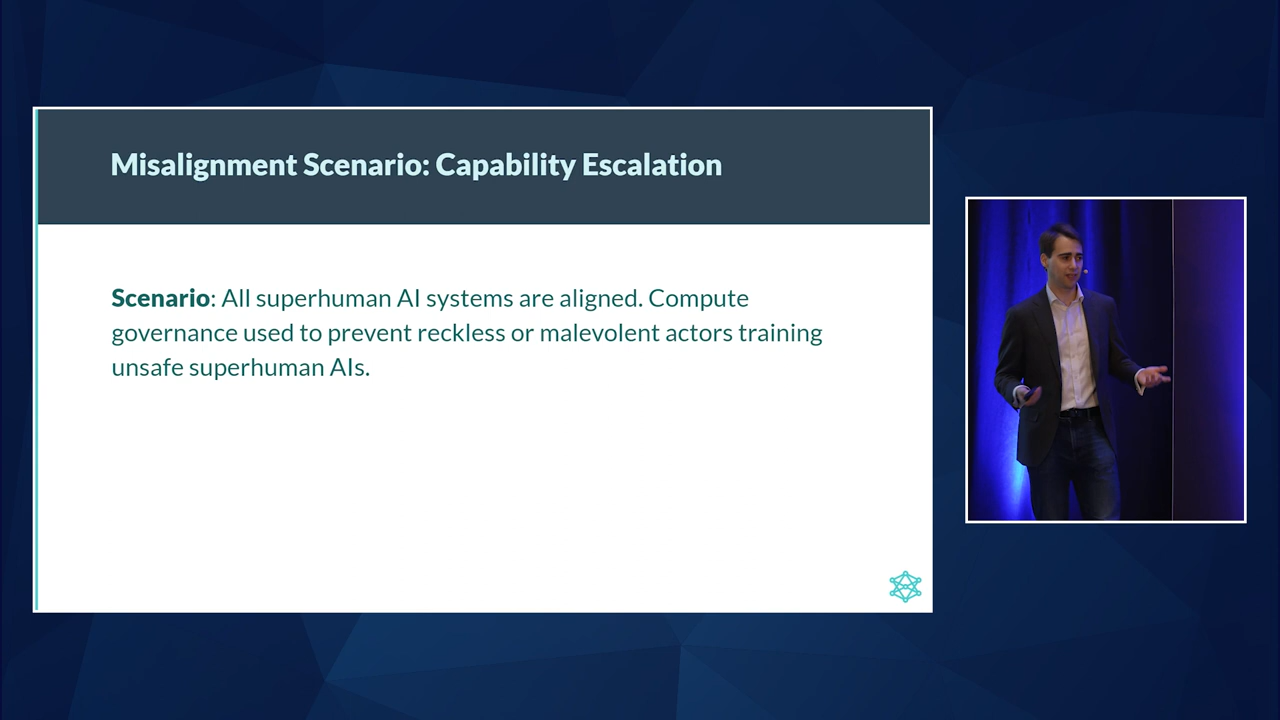 Misalignment Scenario: Capability Escalation
Scenario: All superhuman AI systems are aligned. Compute
governance used to prevent reckless or malevolent actors training
unsafe superhuman AIs.